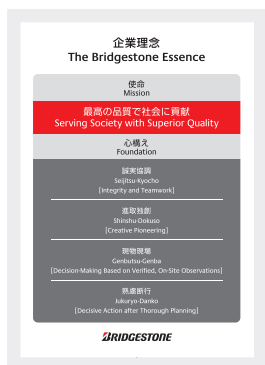 企業理念
The Bridgestone Essence
使命
Mission
最高の品質で社会に貢献
Serving Society with Superior Quality
心構え
Foundation
誠実協調
Seijitsu-Kyocho
[Integrity and Teamwork]
進取独創
Shinshu-Dokuso
[Creative Pioneering]
現物現場
Genbutsu-Genba
[Decision-Making Based on Verified, On-Site Observations]
熟慮断行
Jukuryo-Danko
[Decisive Action after Thorough Planning]
BRIDGESTONE